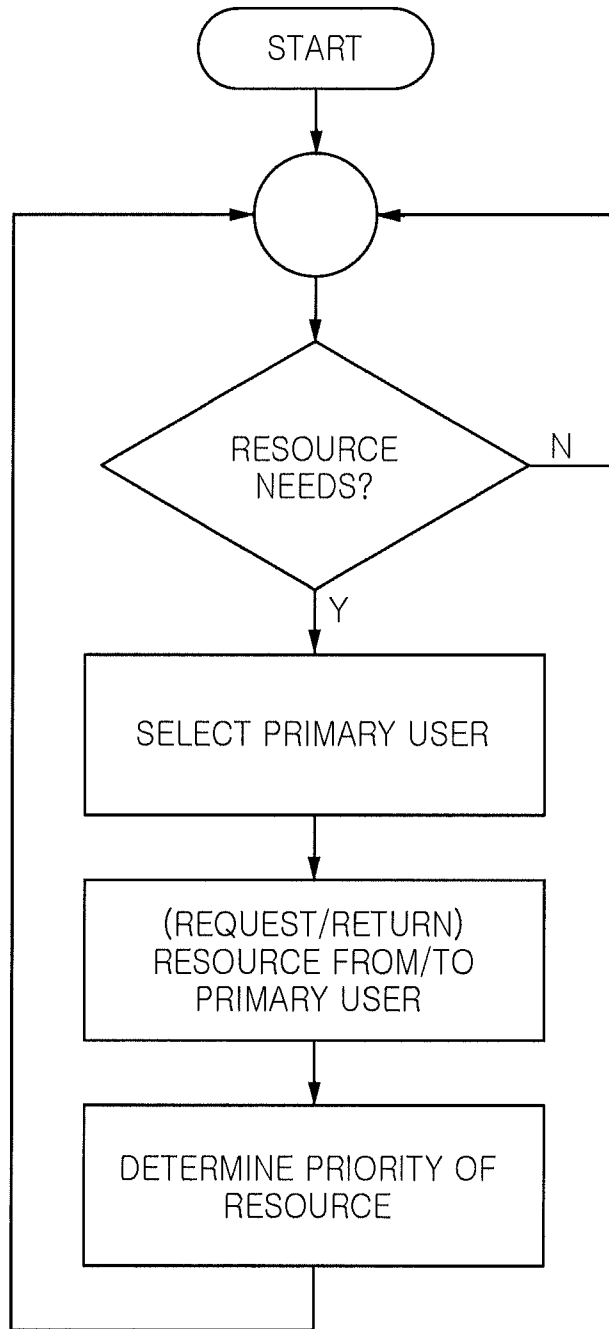 START
RESOURCE
NEEDS?
N
Y
SELECT PRIMARY USER
(REQUEST/RETURN)
RESOURCE FROM/TO
PRIMARY USER
DETERMINE PRIORITY OF
RESOURCE